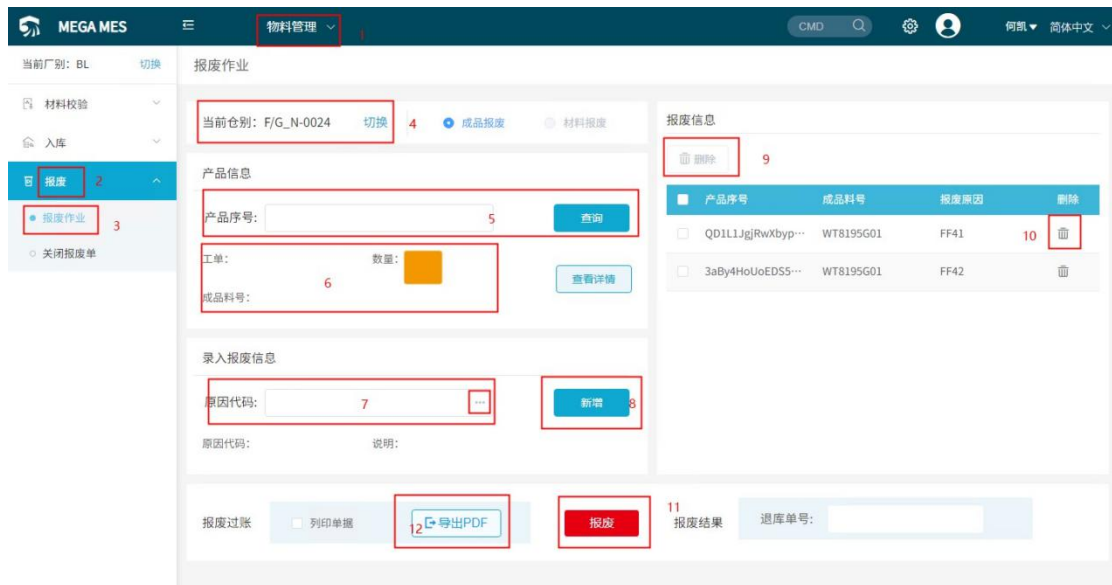 MEGA MES
物料管理 1
CMD
何凯 简体中文
当前厂别: BL 切换
报废作业
材料校验
入库
报废 2
报废作业 3
关闭报废单
当前仓别: F/G_N-0024 切换 4 成品报废 材料报废
产品信息
产品序号: 5 查询
工单: 数量:
6 查看详情
成品料号:
录入报废信息
原因代码: 7 ... 新增 8
原因代码: 说明:
报废信息
删除 9
产品序号 成品料号 报废原因 删除
QD1L1JgjRwXbyp… WT8195G01 FF41 10
3aBy4HoUoEDS5… WT8195G01 FF42
报废过账 列印单据 12 导出PDF 报废 11 报废结果 退库单号: